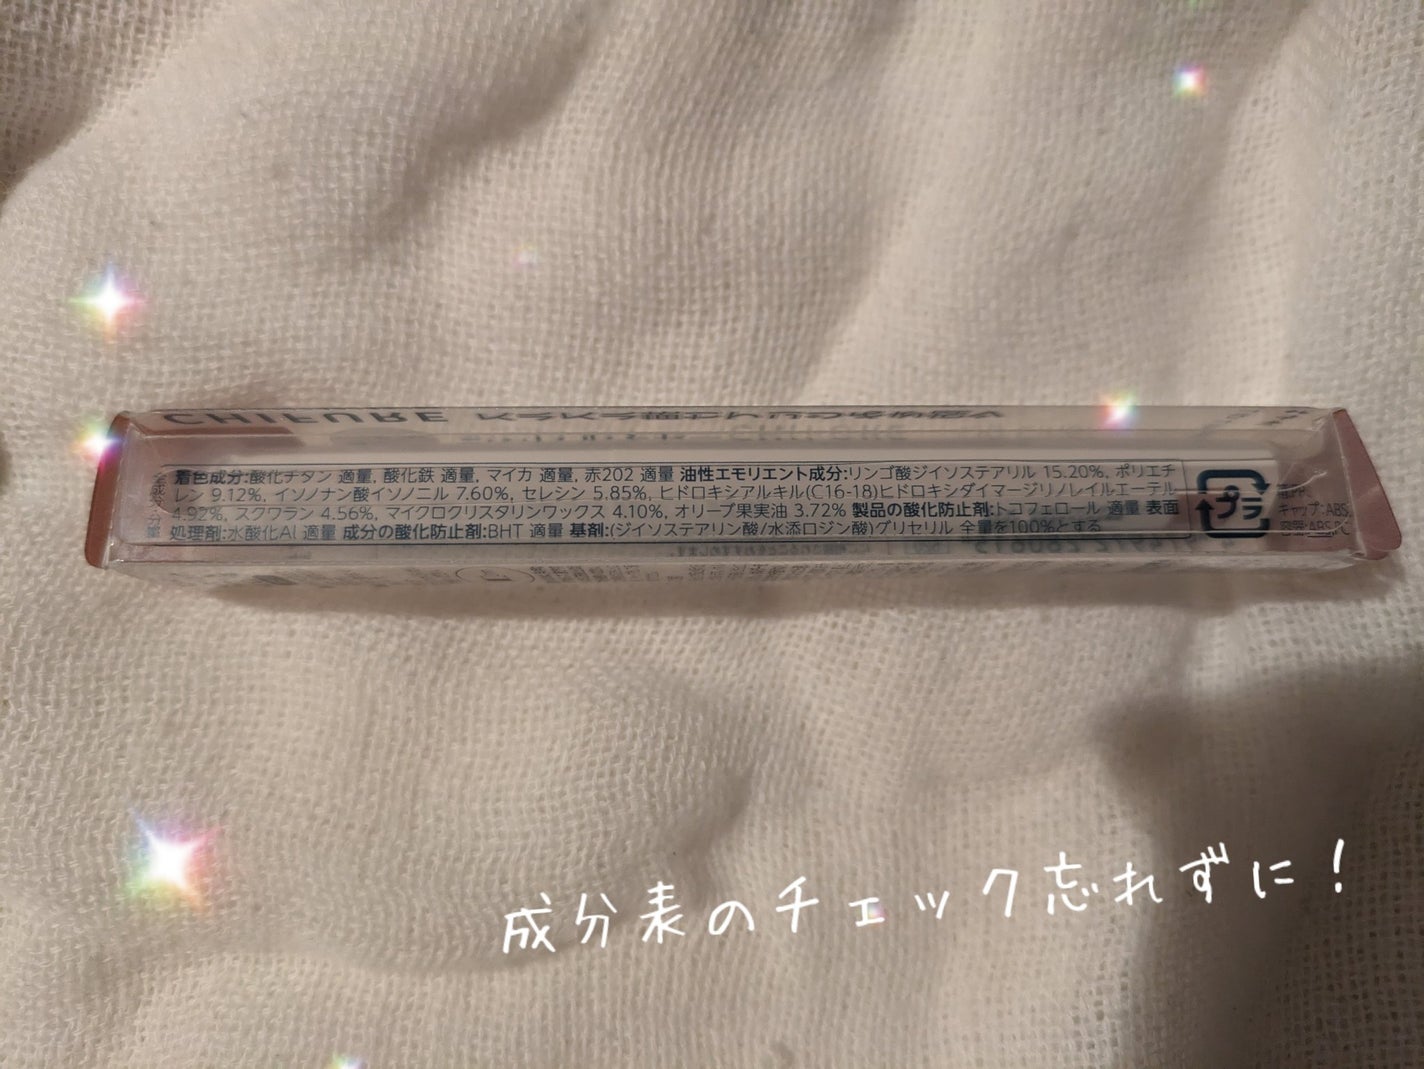 CHIFURE
全成分・分量
着色成分:酸化チタン 適量, 酸化鉄 適量, マイカ 適量, 赤202 適量 油性エモリエント成分:リンゴ酸ジイソステアリル 15.20%, ポリエチ
レン 9.12%, イソノナン酸イソノニル 7.60%, セレシン 5.85%, ヒドロキシアルキル(C16-18)ヒドロキシダイマージリノレイルエーテル
4.92%, スクワラン 4.56%, マイクロクリスタリンワックス 4.10%, オリーブ果実油 3.72% 製品の酸化防止剤:トコフェロール 適量 表面
処理剤:水酸化Al 適量 成分の酸化防止剤:BHT 適量 基剤:(ジイソステアリン酸/水添ロジン酸)グリセリル 全量を100%とする
プラ
キャップ:ABS,
成分表のチェック忘れずに!